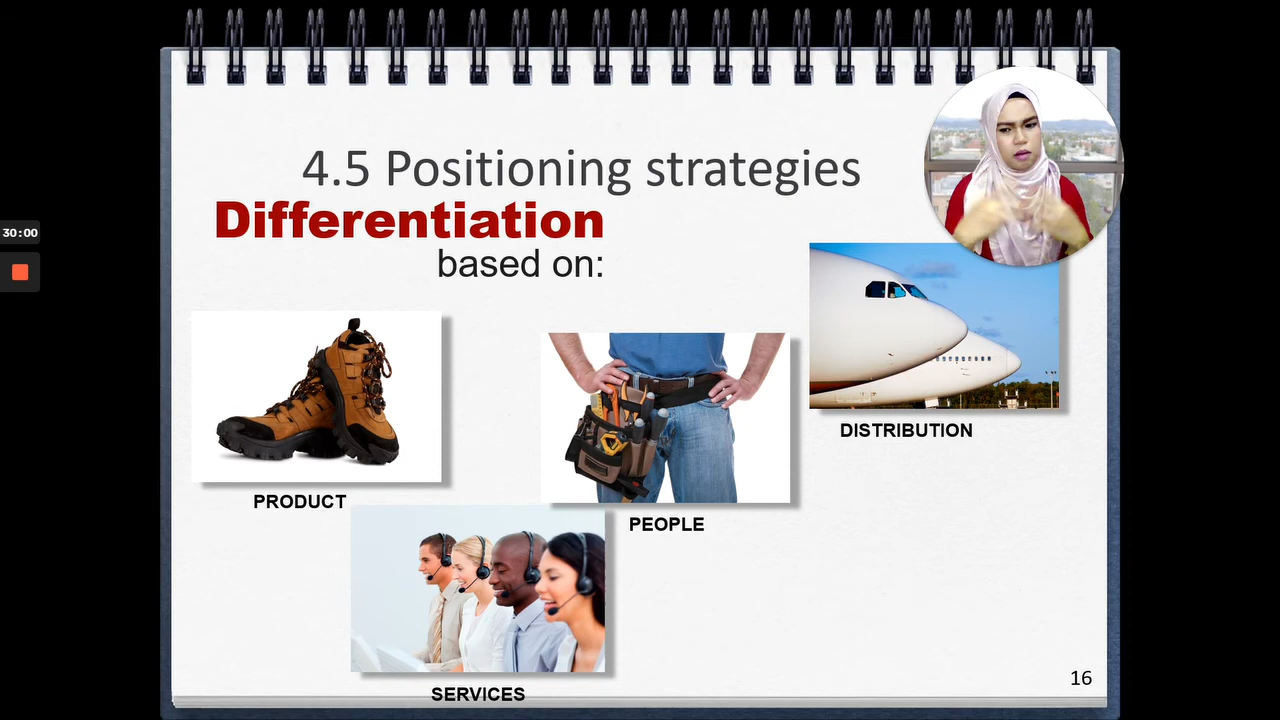 4.5 Positioning strategies
Differentiation
based on:
30:00
DISTRIBUTION
PRODUCT
PEOPLE
SERVICES
16